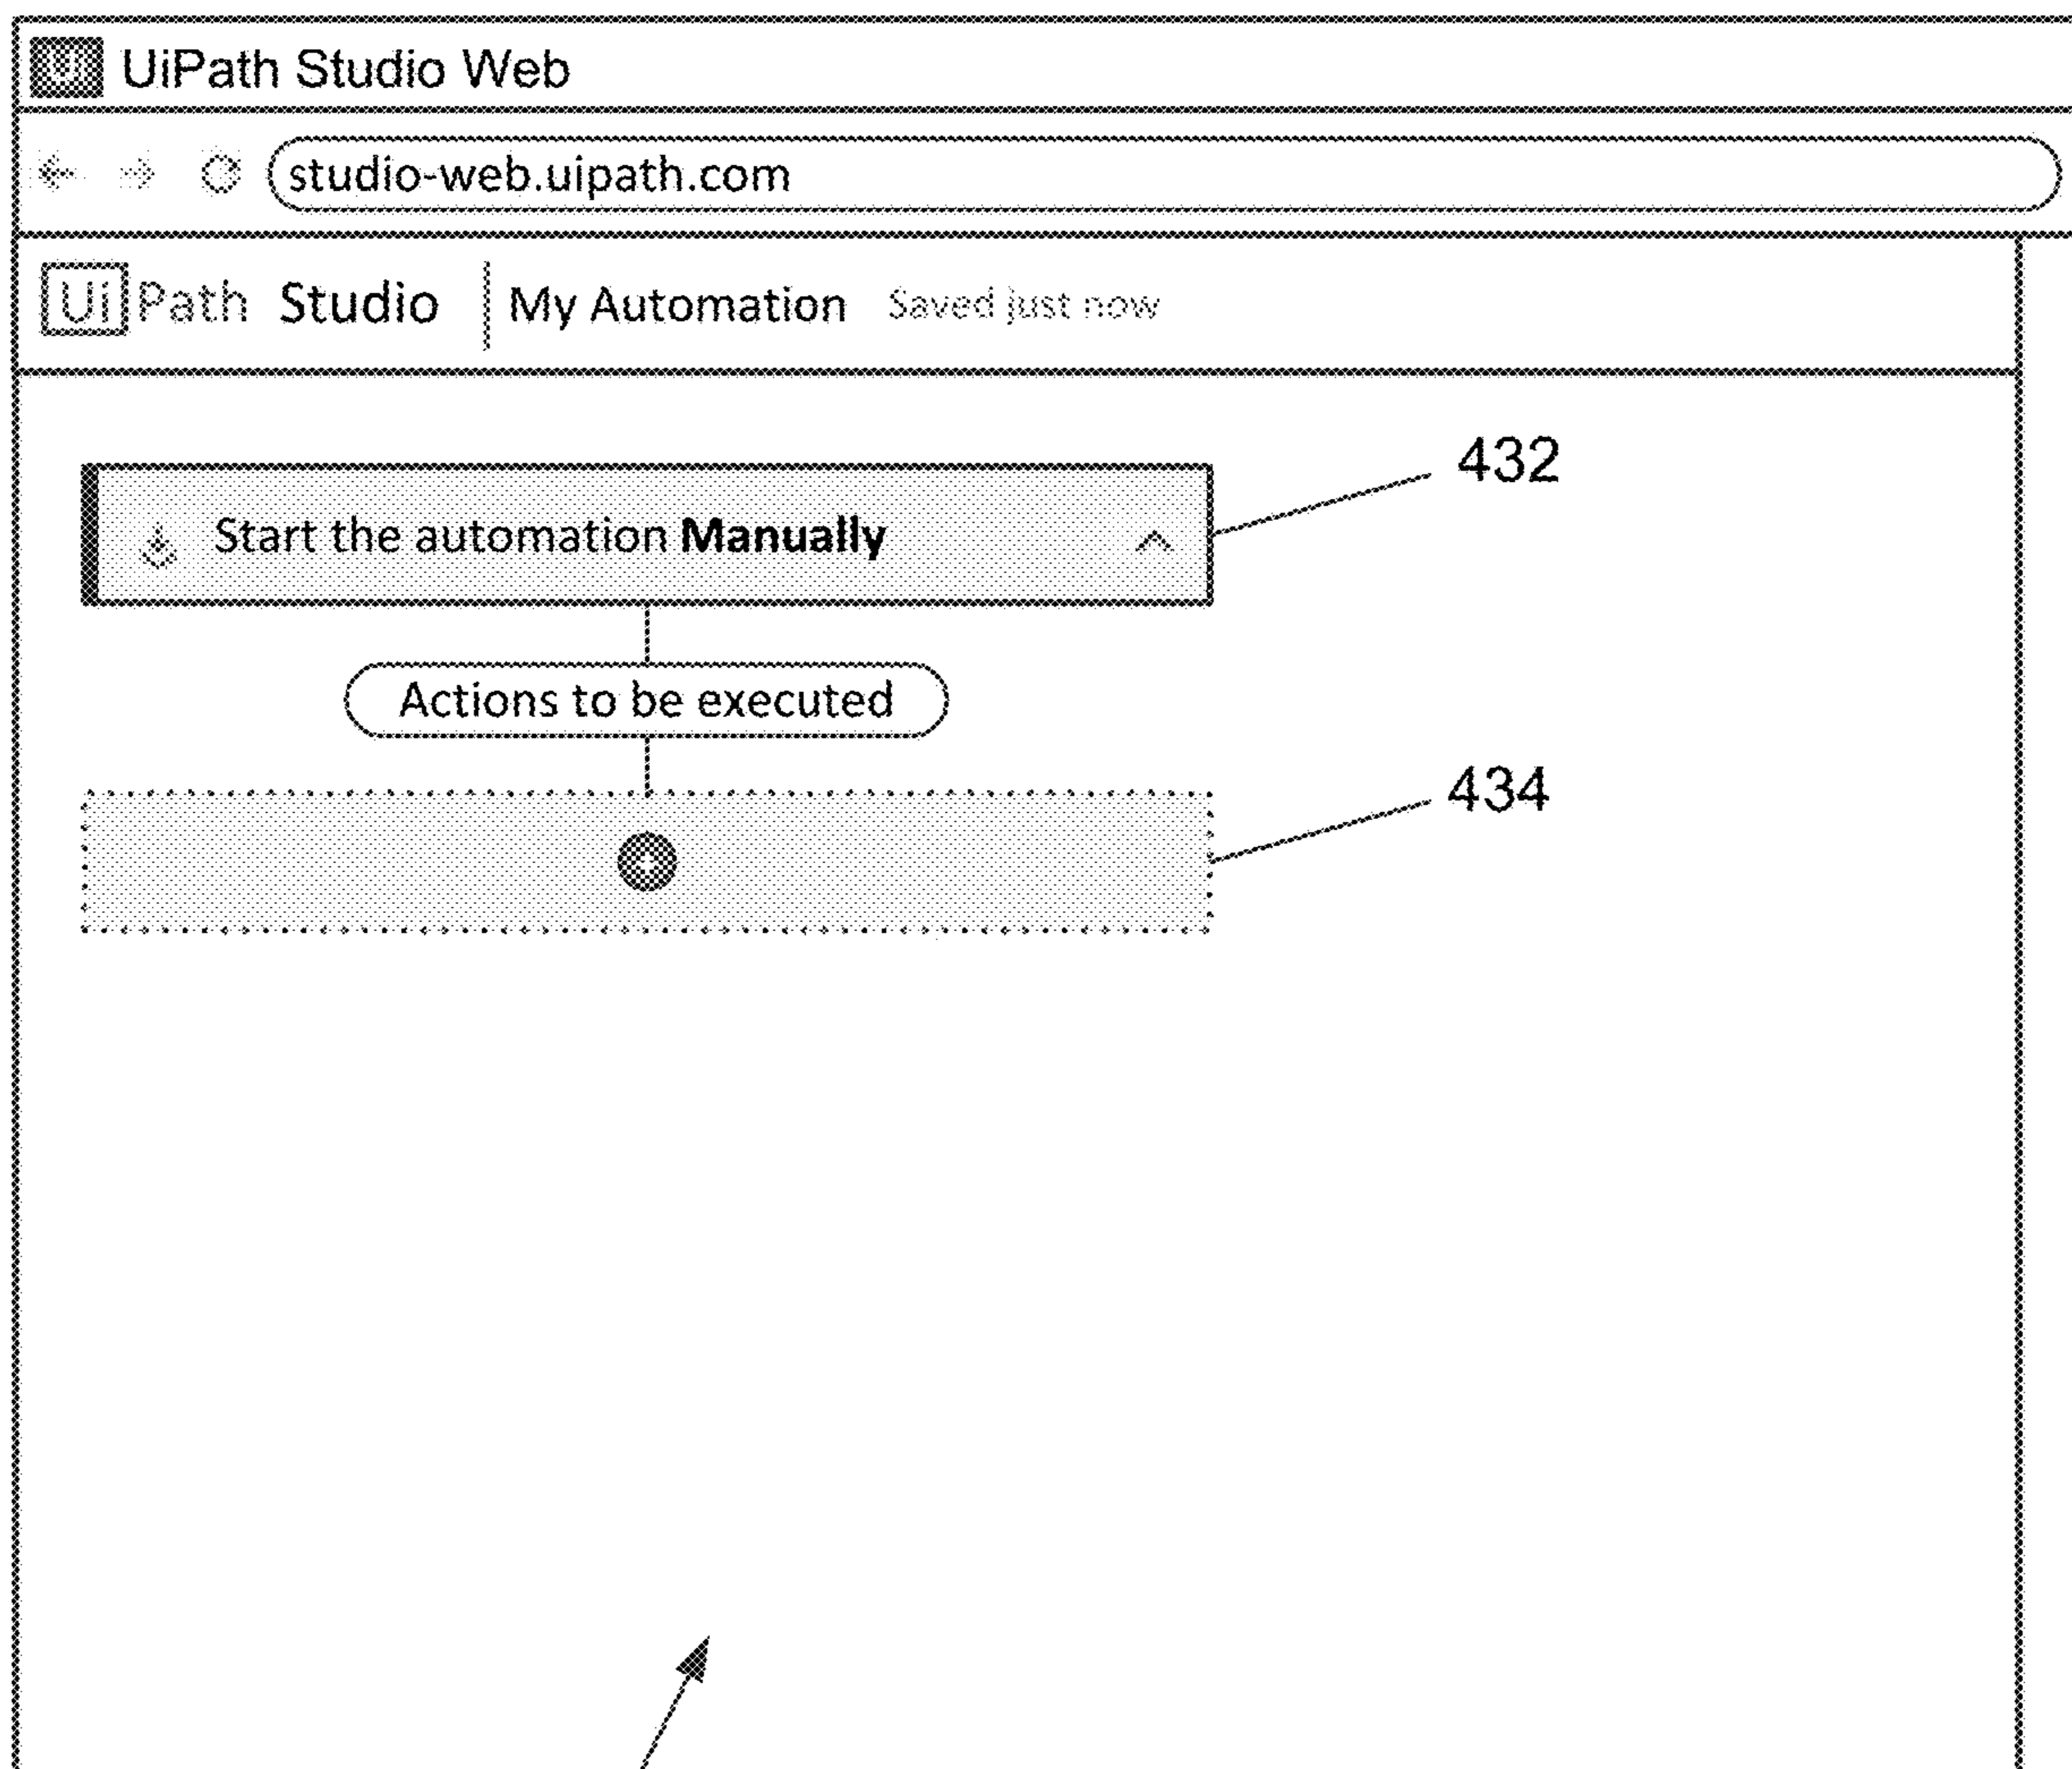 Ui UiPath Studio Web
studio-web.uipath.com
UiPath Studio My Automation Saved just now
432
Start the automation Manually
Actions to be executed
434
+